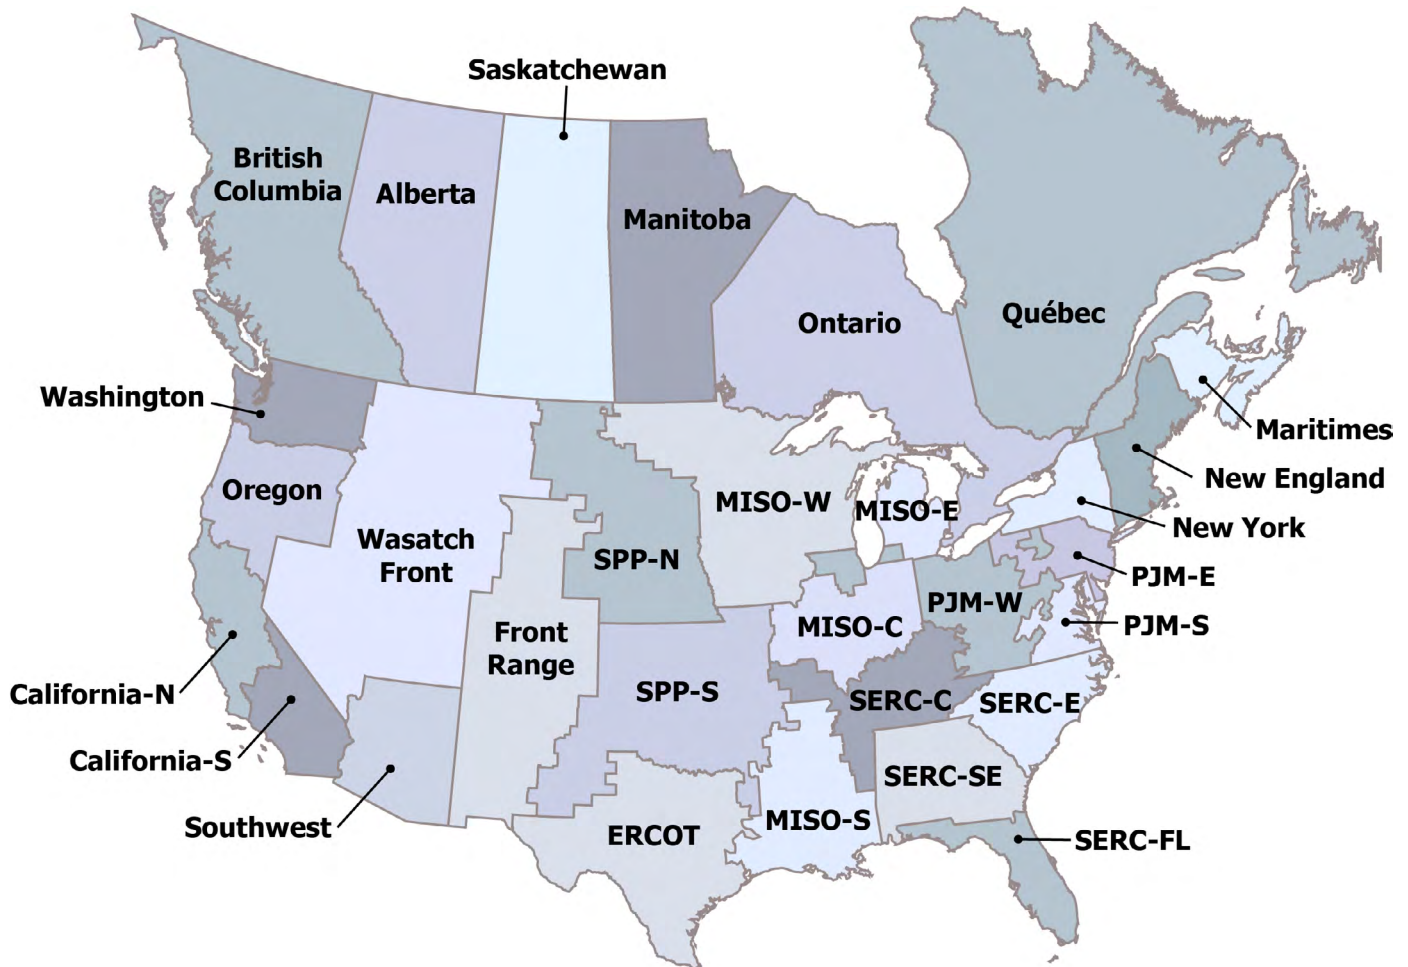 Saskatchewan
British
Columbia
Alberta
Manitoba
Ontario
Québec
Washington
Maritimes
Oregon
New England
MISO-W
MISO-E
New York
Wasatch
Front
SPP-N
PJM-E
PJM-W
PJM-S
Front
Range
MISO-C
California-N
SPP-S
SERC-C
SERC-E
California-S
SERC-SE
Southwest
MISO-S
ERCOT
SERC-FL